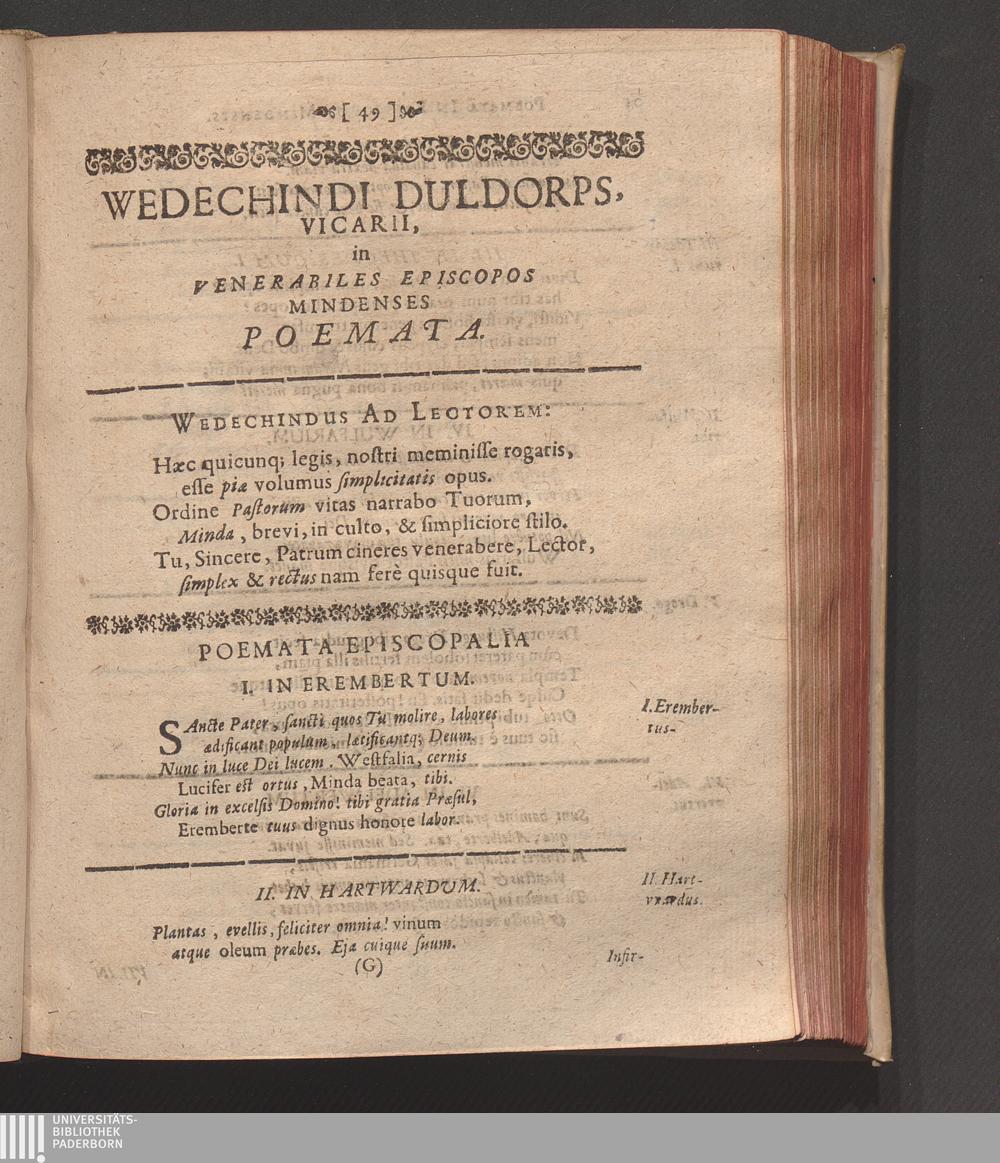 [ 49 ]
WEDECHINDI DULDORPS,
VICARII,
in
VENERABILES EPISCOPOS
MINDENSES
POEMATA.
WEDECHINDUS AD LECTOREM:
Hæc quicunq; legis, nostri meminiſſe rogatis,
eſſe piæ volumus ſimplicitatis opus.
Ordine Paſtorum vitas narrabo Tuorum,
Minda, brevi, in culto, & ſimpliciore ſtilo.
Tu, Sincere, Patrum cineres venerabere, Lector,
ſimplex & rectus nam ferè quisque fuit.
POEMATA EPISCOPALIA
I. IN EREMBERTUM.
SAncte Pater, ſancti quos Tu molire, labores
ædificant populum, lætificantq; Deum.
Nunc in luce Dei lucem. Weſtfalia, cernis
Lucifer eſt ortus, Minda beata, tibi.
Gloria in excelſis Domino! tibi gratia Præſul,
Eremberte tuus dignus honore labor.
I. Erember-
tus-
II. IN HARTWARDUM.
Plantas, evellis, feliciter omnia! vinum
atque oleum præbes. Eja cuique ſuum.
II. Hart-
vvardus.
(G)
Inſir-
UNIVERSITÄTS-
BIBLIOTHEK
PADERBORN